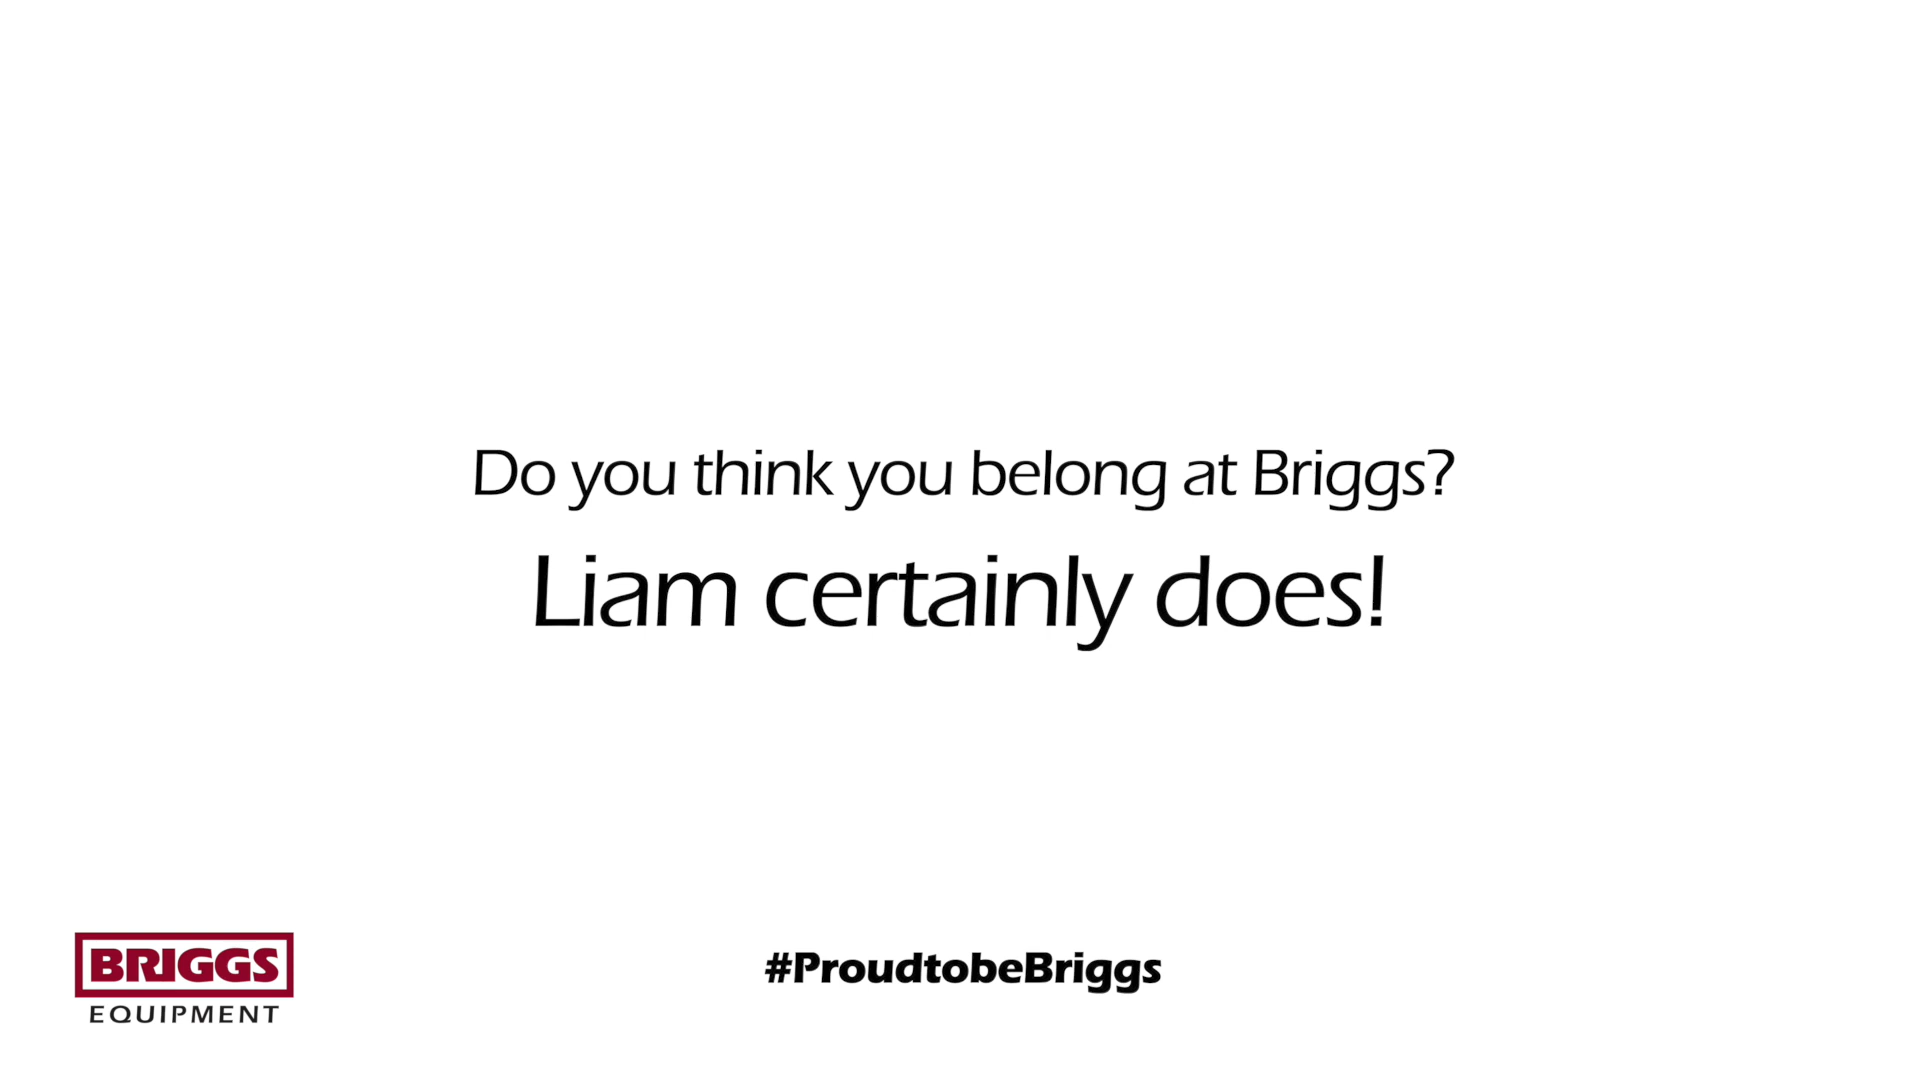 Do you think you belong at Briggs?
Liam certainly does!
BRIGGS
EQUIPMENT
#ProudtobeBriggs